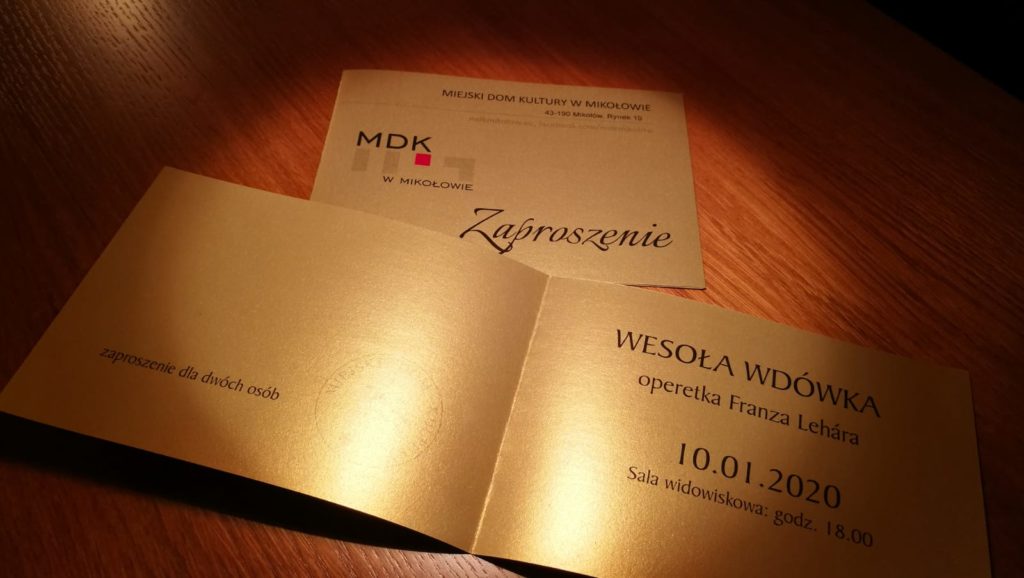 MIEJSKI DOM KULTURY W MIKOŁOWIE
43-190 Mikołów, Rynek 19
MDK
W MIKOŁOWIE
Zaproszenie
zaproszenie dla dwóch osób
WESOŁA WDÓWKA
operetka Franza Lehára
10.01.2020
Sala widowiskowa: godz. 18.00